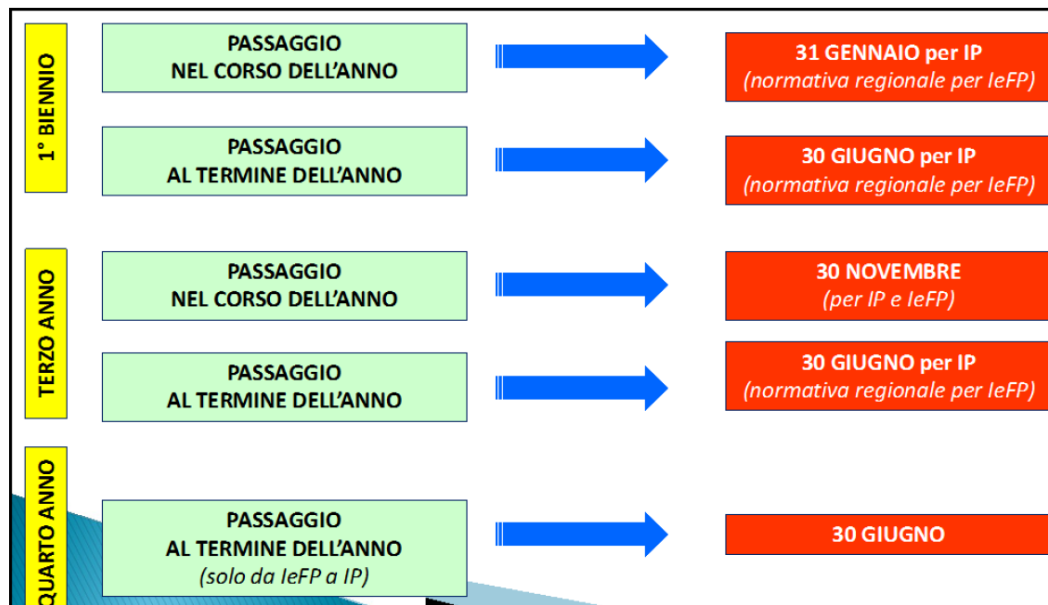 1° BIENNIO
PASSAGGIO
NEL CORSO DELL'ANNO
31 GENNAIO per IP
(normativa regionale per IeFP)
PASSAGGIO
AL TERMINE DELL'ANNO
30 GIUGNO per IP
(normativa regionale per IeFP)
TERZO ANNO
PASSAGGIO
NEL CORSO DELL'ANNO
30 NOVEMBRE
(per IP e IeFP)
PASSAGGIO
AL TERMINE DELL'ANNO
30 GIUGNO per IP
(normativa regionale per IeFP)
QUARTO ANNO
PASSAGGIO
AL TERMINE DELL'ANNO
(solo da IeFP a IP)
30 GIUGNO